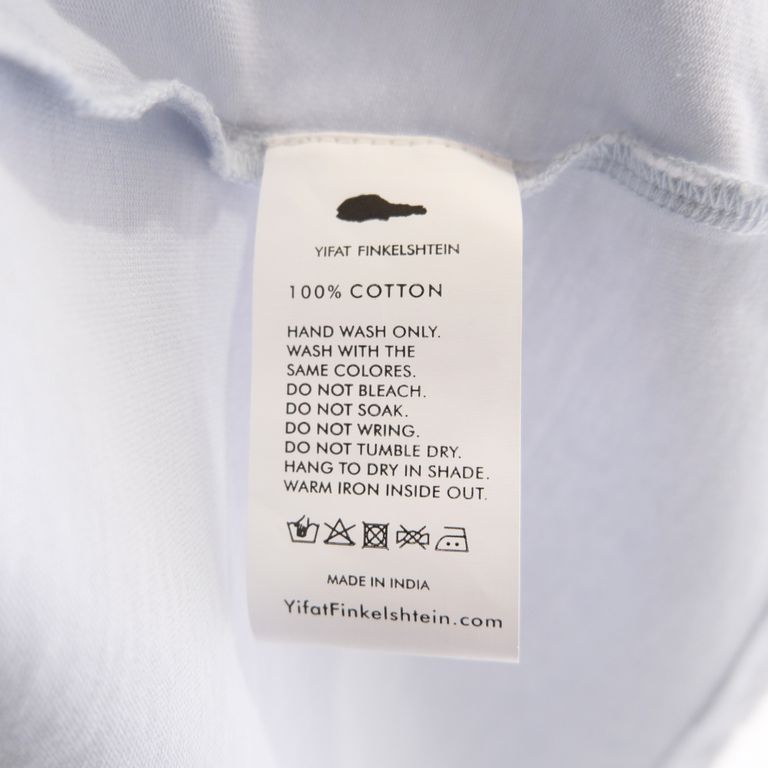 YIFAT FINKELSHTEIN
100% COTTON
HAND WASH ONLY.
WASH WITH THE
SAME COLORES.
DO NOT BLEACH.
DO NOT SOAK.
DO NOT WRING.
DO NOT TUMBLE DRY.
HANG TO DRY IN SHADE.
WARM IRON INSIDE OUT.
MADE IN INDIA
YifatFinkelshtein.com